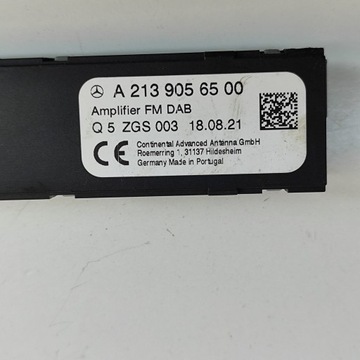 A 213 905 65 00
Amplifier FM DAB
Q 5 ZGS 003 18.08.21
Continental Advanced Antenna GmbH
Roemerring 1, 31137 Hildesheim
Germany Made in Portugal
CE